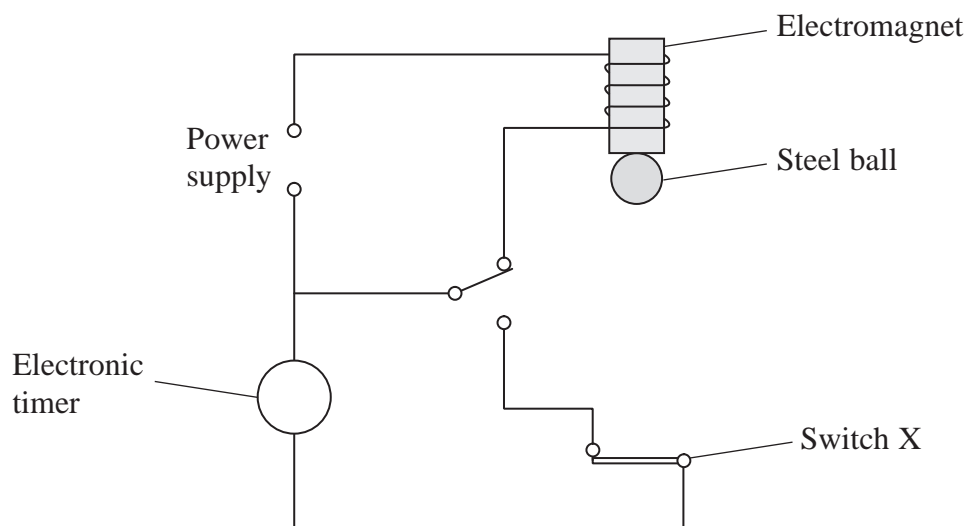 Electromagnet
Power
supply
Steel ball
Electronic
timer
Switch X